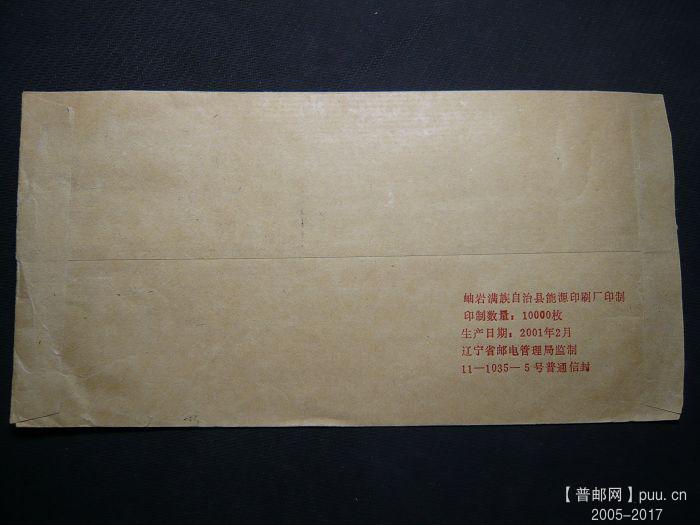 岫岩满族自治县能源印刷厂印制
印制数量：10000枚
生产日期：2001年2月
辽宁省邮电管理局监制
11—1035—5号普通信封
【普邮网】puu.cn
2005-2017